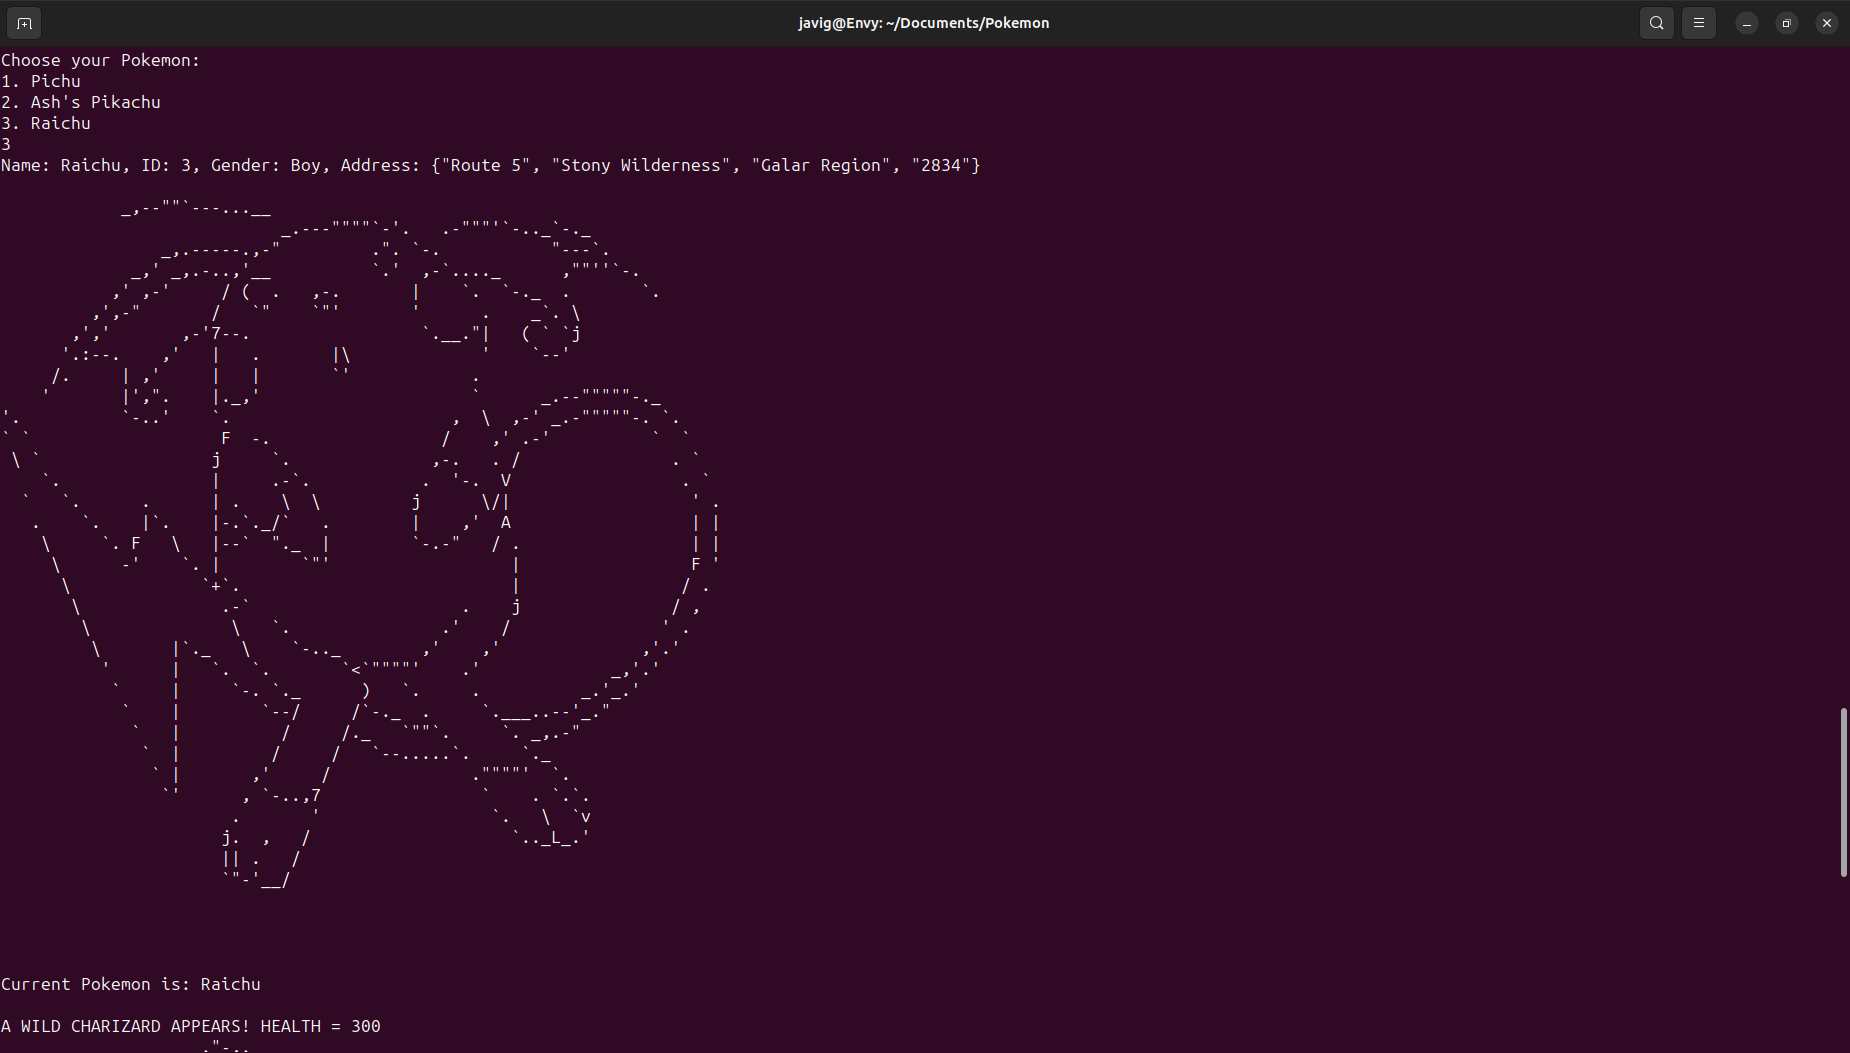 javig@Envy: ~/Documents/Pokemon
Choose your Pokemon:
1. Pichu
2. Ash's Pikachu
3. Raichu
3
Name: Raichu, ID: 3, Gender: Boy, Address: {"Route 5", "Stony Wilderness", "Galar Region", "2834"}
Current Pokemon is: Raichu
A WILD CHARIZARD APPEARS! HEALTH = 300